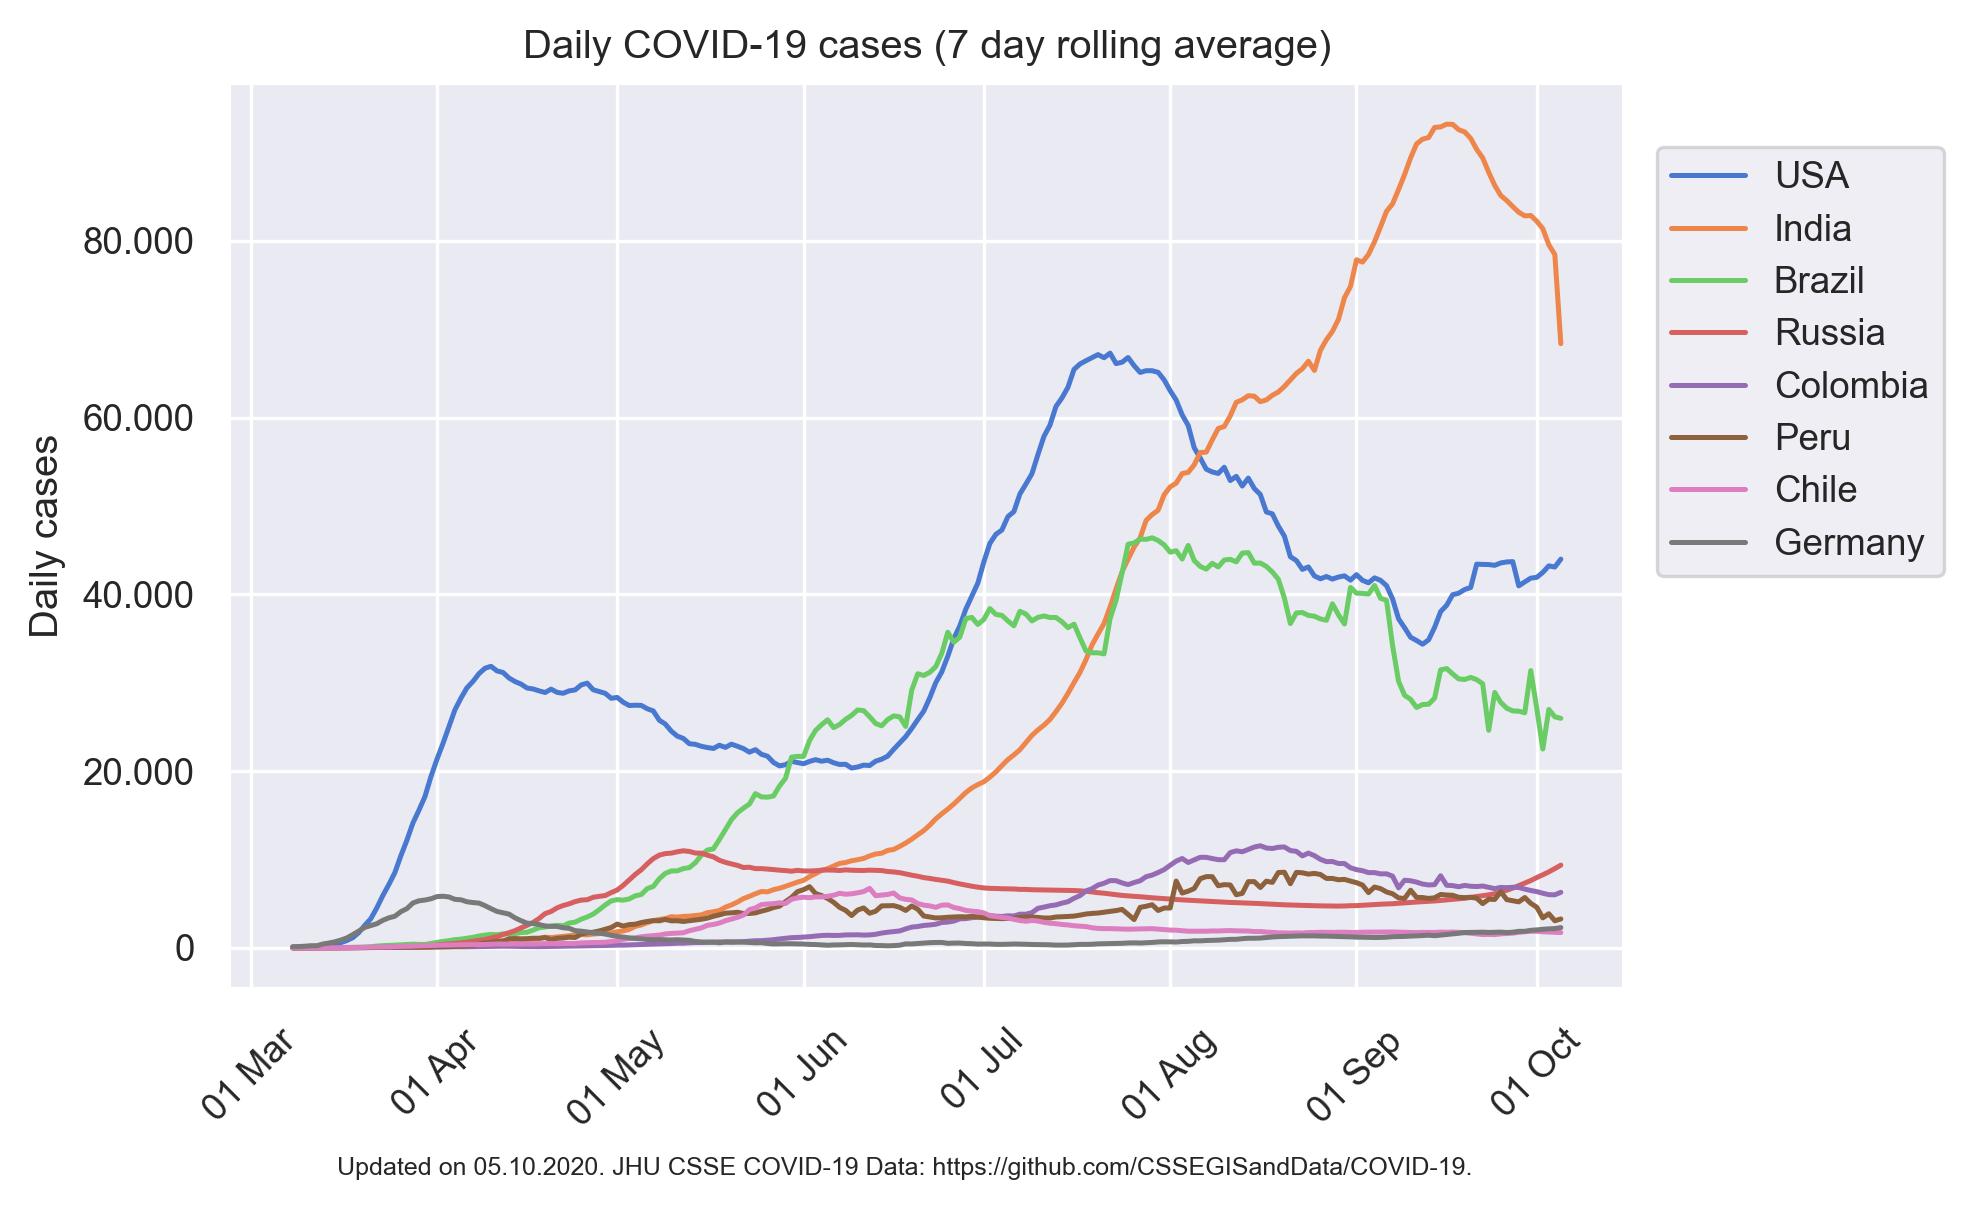 Daily COVID-19 cases (7 day rolling average)
Daily cases
80.000
60.000
40.000
20.000
0
01 Mar
01 Apr
01 May
01 Jun
01 Jul
01 Aug
01 Sep
01 Oct
USA
India
Brazil
Russia
Colombia
Peru
Chile
Germany
Updated on 05.10.2020. JHU CSSE COVID-19 Data: https://github.com/CSSEGISandData/COVID-19.